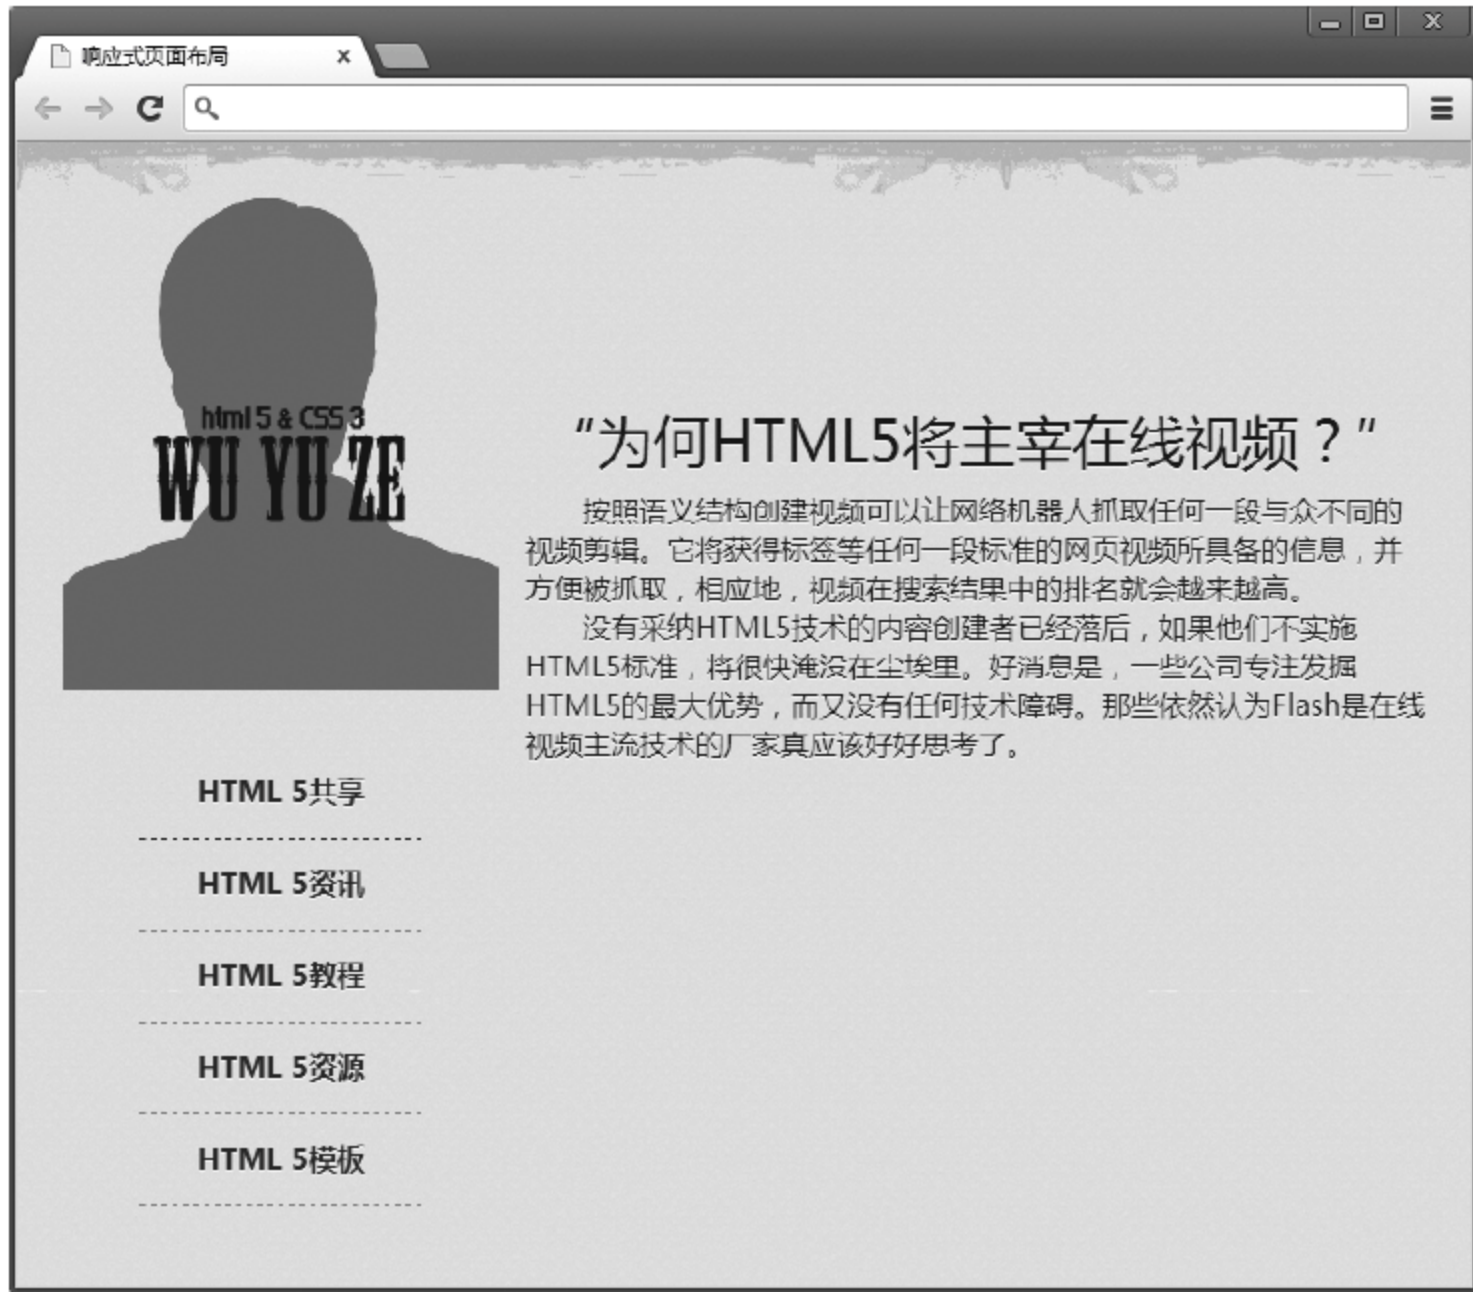 响应式页面布局
html 5 & CSS 3
WU YU ZE
“为何HTML5将主宰在线视频？”
按照语义结构创建视频可以让网络机器人抓取任何一段与众不同的
视频剪辑。它将获得标签等任何一段标准的网页视频所具备的信息，并
方便被抓取，相应地，视频在搜索结果中的排名就会越来越高。
没有采纳HTML5技术的内容创建者已经落后，如果他们不实施
HTML5标准，将很快淹没在尘埃里。好消息是，一些公司专注发掘
HTML5的最大优势，而又没有任何技术障碍。那些依然认为Flash是在线
视频主流技术的厂家真应该好好思考了。
HTML 5共享
HTML 5资讯
HTML 5教程
HTML 5资源
HTML 5模板